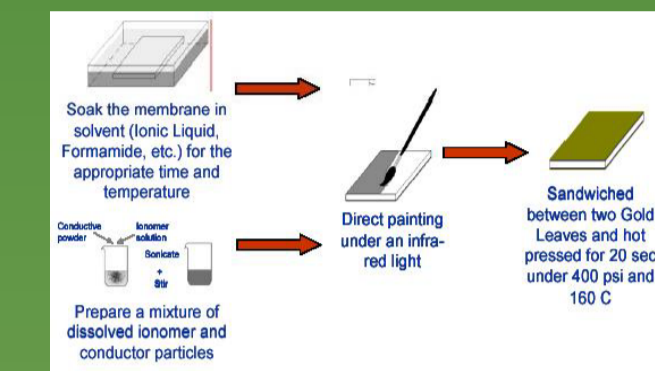 Soak the membrane in
solvent (Ionic Liquid,
Formamide, etc.) for the
appropriate time and
temperature
Conductive
powder
Ionomer
solution
Sonicate
+
Stir
Prepare a mixture of
dissolved ionomer and
conductor particles
Direct painting
under an infra-
red light
Sandwiched
between two Gold
Leaves and hot
pressed for 20 sec
under 400 psi and
160 C